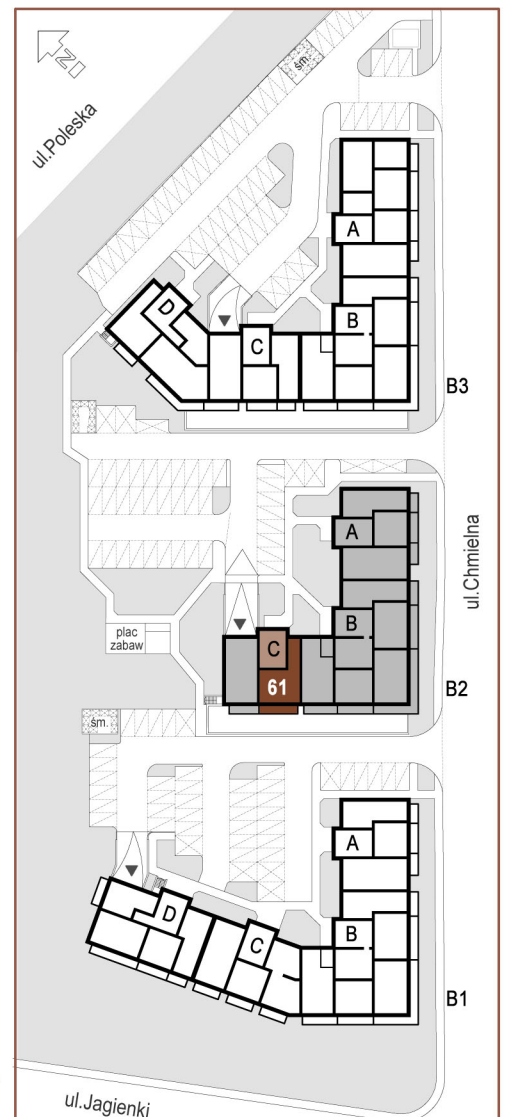 N
śm.
ul.Poleska
A
D
B
C
B3
A
ul.Chmielna
B
plac
zabaw
C
61
B2
śm.
A
D
B
C
B1
ul.Jagienki